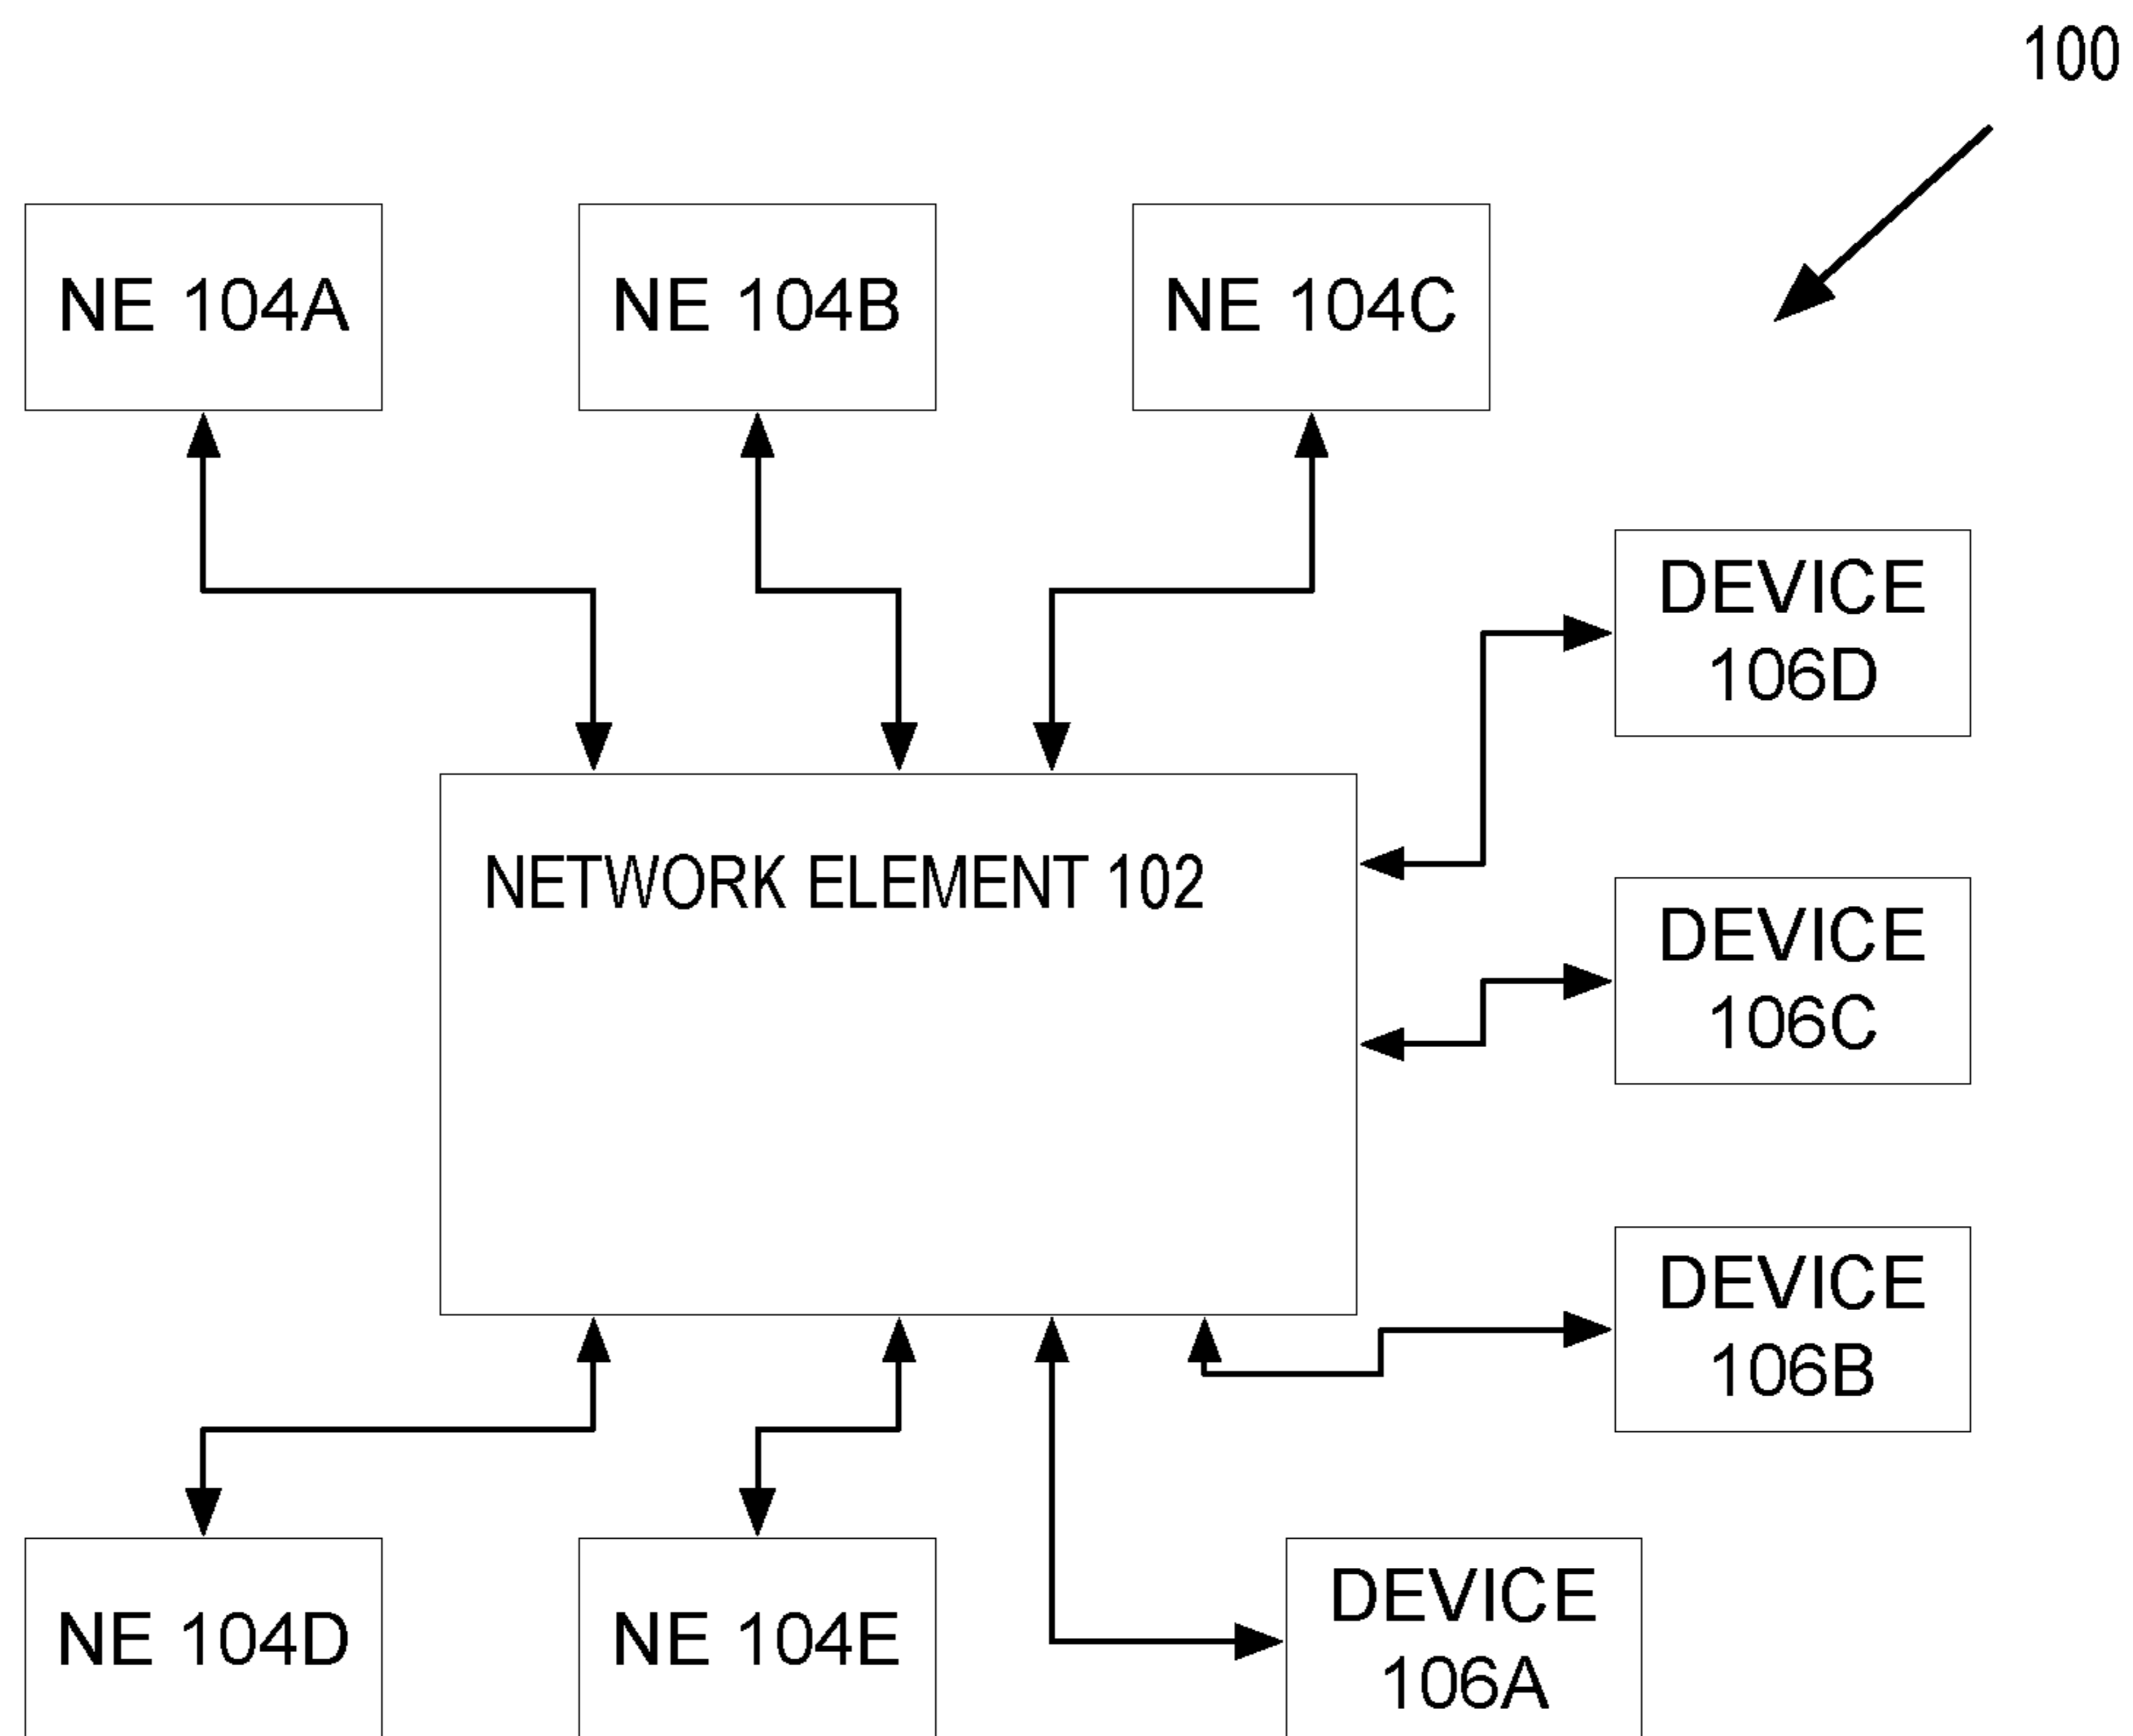 100
NE 104A
NE 104B
NE 104C
DEVICE
106D
NETWORK ELEMENT 102
DEVICE
106C
DEVICE
106B
NE 104D
NE 104E
DEVICE
106A